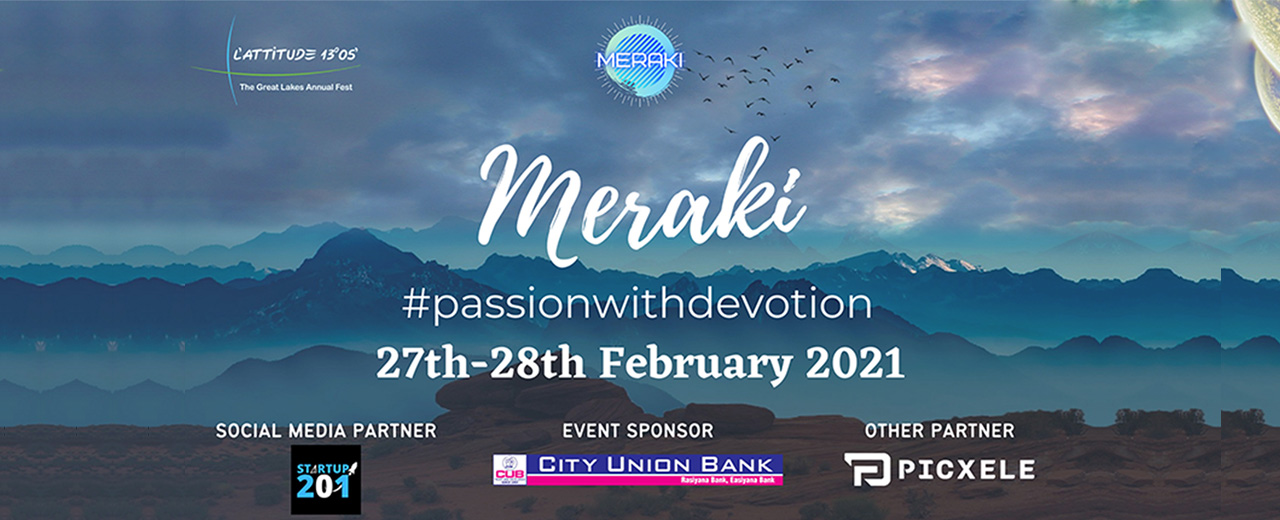 L'ATTITUDE 13°05'
The Great Lakes Annual Fest
MERAKI
Meraki
#passionwithdevotion
27th-28th February 2021
SOCIAL MEDIA PARTNER
EVENT SPONSOR
OTHER PARTNER
STARTUP
201
CUB
CITY UNION BANK
Rasiyana Bank, Easiyana Bank
PICXELE